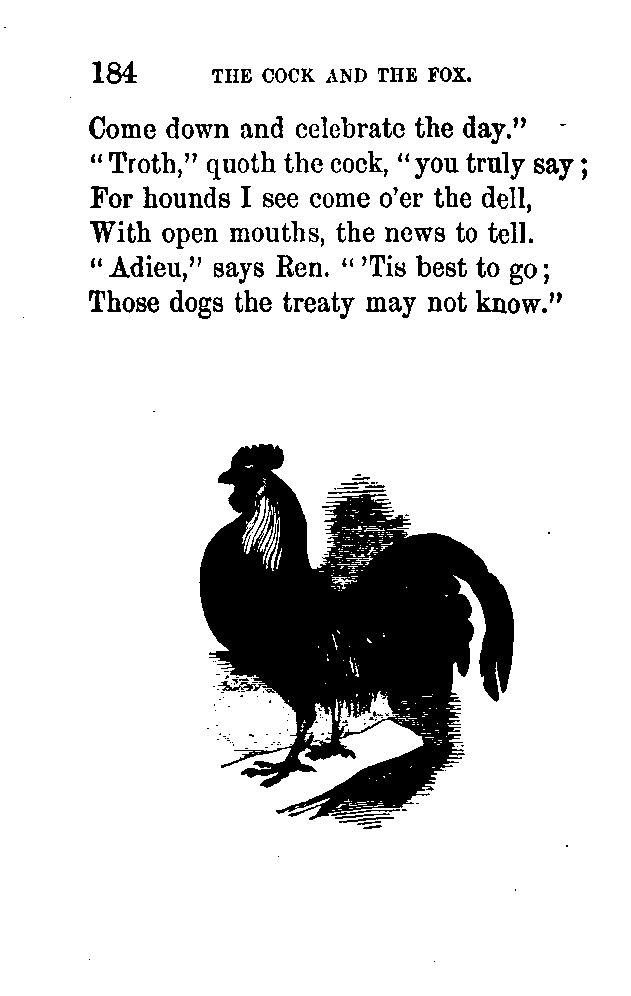 184 THE COCK AND THE FOX.
Come down and celebrate the day."
"Troth," quoth the cock, "you truly say;
For hounds I see come o'er the dell,
With open mouths, the news to tell.
"Adieu," says Ren. "'Tis best to go;
Those dogs the treaty may not know."